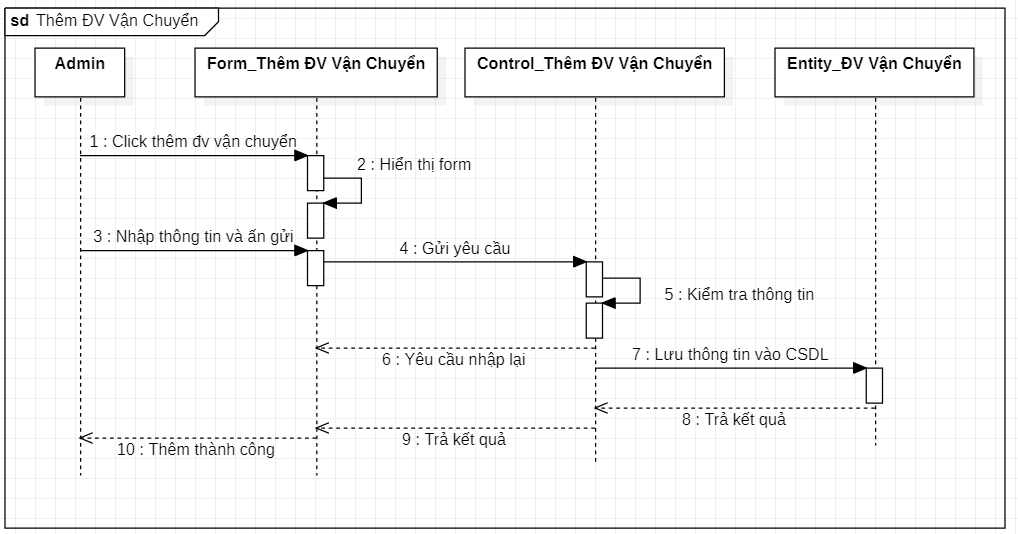 sd Thêm ĐV Vận Chuyển
Admin
Form_Thêm ĐV Vận Chuyển
Control_Thêm ĐV Vận Chuyển
Entity_ĐV Vận Chuyển
1 : Click thêm đv vận chuyển
2 : Hiển thị form
3 : Nhập thông tin và ấn gửi
4 : Gửi yêu cầu
5 : Kiểm tra thông tin
6 : Yêu cầu nhập lại
7 : Lưu thông tin vào CSDL
8 : Trả kết quả
9 : Trả kết quả
10 : Thêm thành công